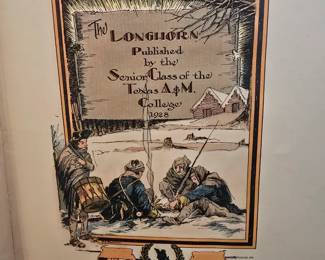 The
LONGHORN
Published
by the
Senior Class of the
Texas A&M.
College
1928